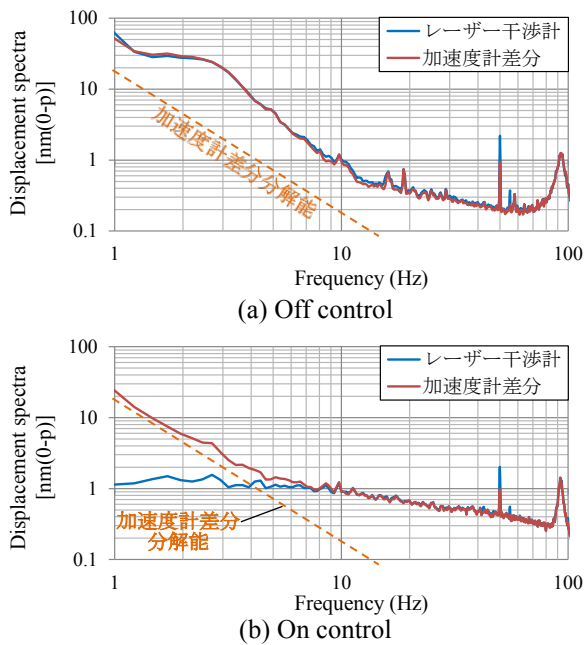 Displacement spectra
[nm(0-p)]
100
10
1
0.1
レーザー干渉計
加速度計差分
加速度計差分分解能
1
10
100
Frequency (Hz)
(a) Off control
Displacement spectra
[nm(0-p)]
100
10
1
0.1
レーザー干渉計
加速度計差分
加速度計差分
分解能
1
10
100
Frequency (Hz)
(b) On control